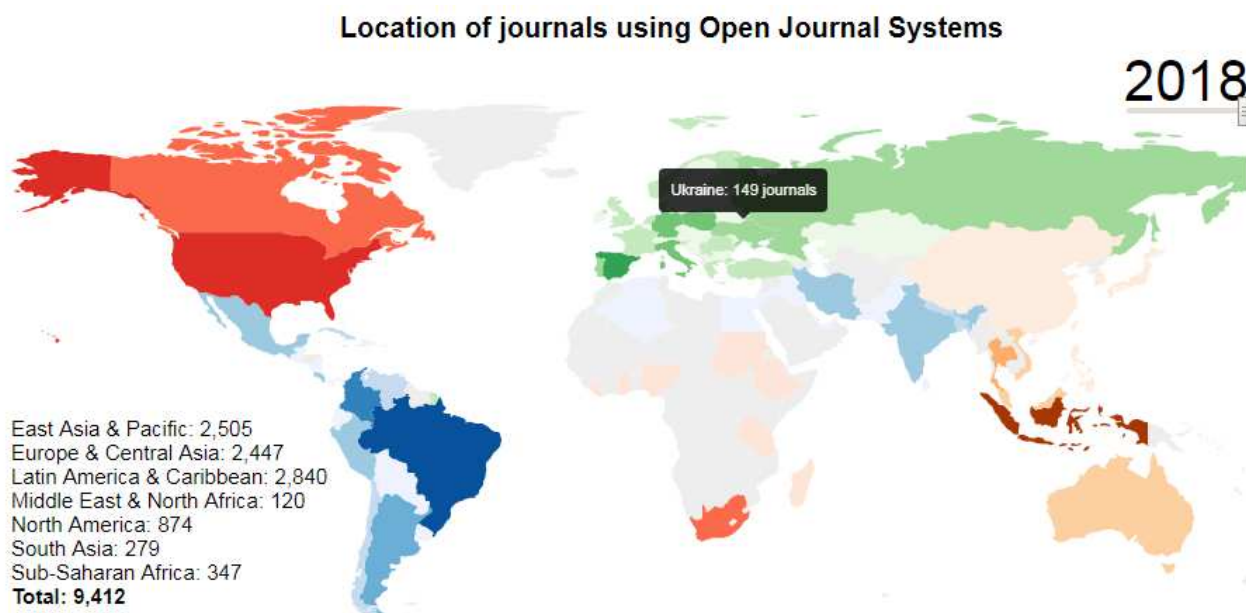 Location of journals using Open Journal Systems
2018
Ukraine: 149 journals
East Asia & Pacific: 2,505
Europe & Central Asia: 2,447
Latin America & Caribbean: 2,840
Middle East & North Africa: 120
North America: 874
South Asia: 279
Sub-Saharan Africa: 347
Total: 9,412